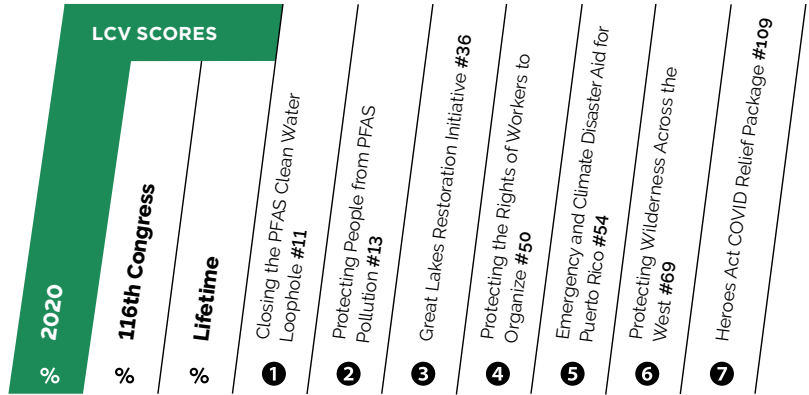 LCV SCORES
2020
%
116th Congress
%
Lifetime
%
Closing the PFAS Clean Water
Loophole #11
1
Protecting People from PFAS
Pollution #13
2
Great Lakes Restoration Initiative #36
3
Protecting the Rights of Workers to
Organize #50
4
Emergency and Climate Disaster Aid for
Puerto Rico #54
5
Protecting Wilderness Across the
West #69
6
Heroes Act COVID Relief Package #109
7